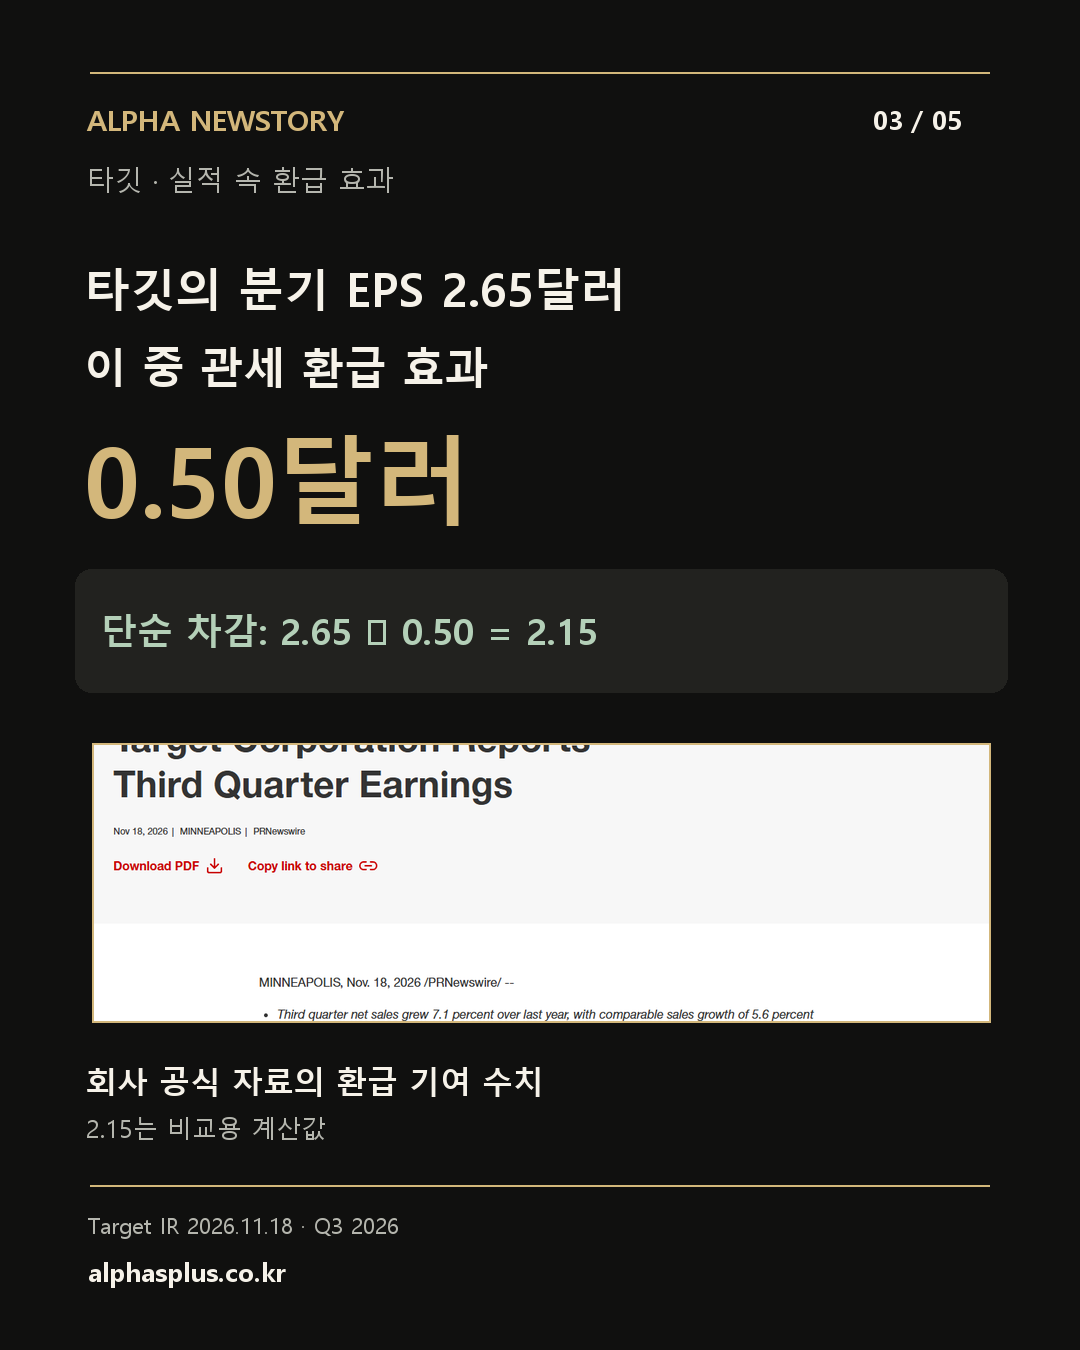 ALPHA NEWSTORY
03 / 05
타깃 · 실적 속 환급 효과
타깃의 분기 EPS 2.65달러
이 중 관세 환급 효과
0.50달러
단순 차감: 2.65 □ 0.50 = 2.15
Target Corporation Reports
Third Quarter Earnings
Nov 18, 2026 | MINNEAPOLIS | PRNewswire
Download PDF
Copy link to share
MINNEAPOLIS, Nov. 18, 2026 /PRNewswire/ --
• Third quarter net sales grew 7.1 percent over last year, with comparable sales growth of 5.6 percent
회사 공식 자료의 환급 기여 수치
2.15는 비교용 계산값
Target IR 2026.11.18 · Q3 2026
alphasplus.co.kr